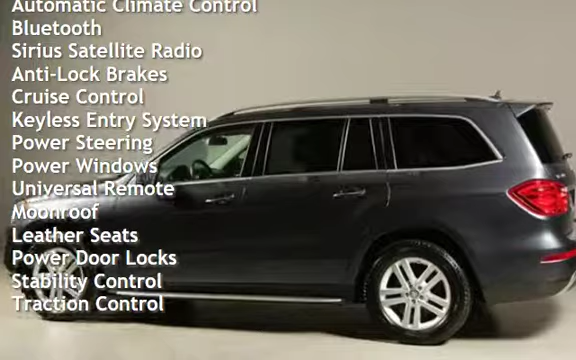 Automatic Climate Control
Bluetooth
Sirius Satellite Radio
Anti-Lock Brakes
Cruise Control
Keyless Entry System
Power Steering
Power Windows
Universal Remote
Moonroof
Leather Seats
Power Door Locks
Stability Control
Traction Control